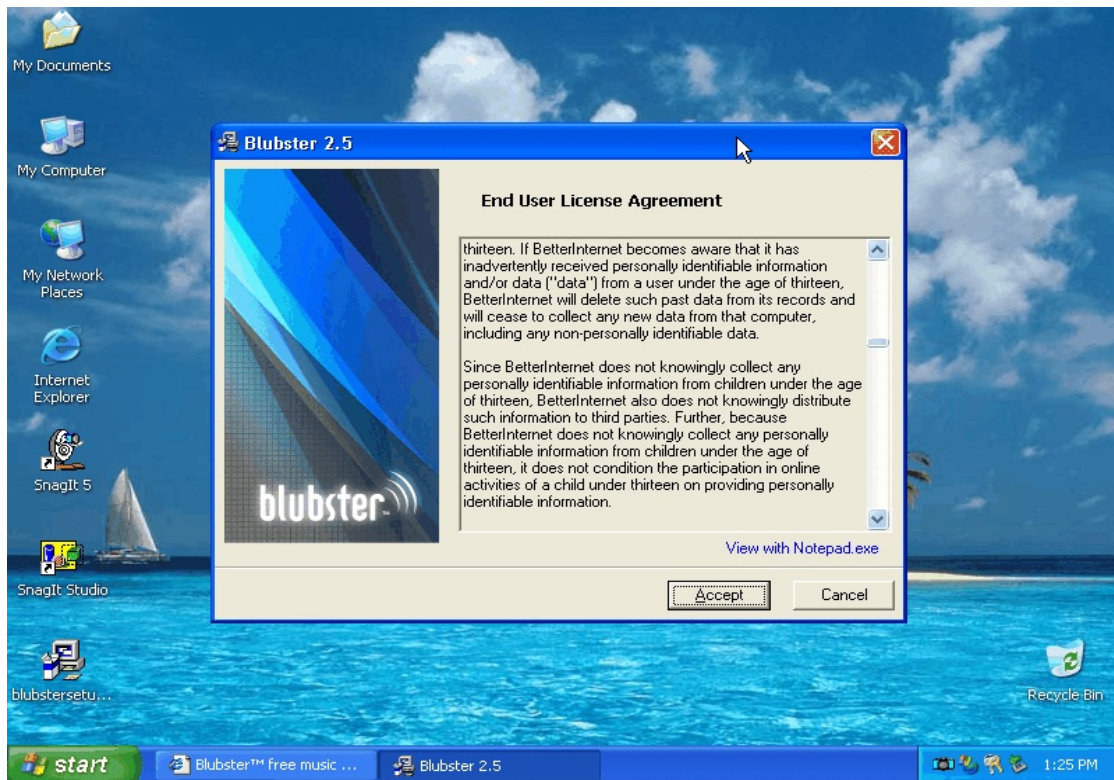 My Documents
My Computer
My Network
Places
Internet
Explorer
SnagIt 5
SnagIt Studio
blubstersetu...
Blubster 2.5
blubster
End User License Agreement
thirteen. If BetterInternet becomes aware that it has
inadvertently received personally identifiable information
and/or data ("data") from a user under the age of thirteen,
BetterInternet will delete such past data from its records and
will cease to collect any new data from that computer,
including any non-personally identifiable data.
Since BetterInternet does not knowingly collect any
personally identifiable information from children under the age
of thirteen, BetterInternet also does not knowingly distribute
such information to third parties. Further, because
BetterInternet does not knowingly collect any personally
identifiable information from children under the age of
thirteen, it does not condition the participation in online
activities of a child under thirteen on providing personally
identifiable information.
View with Notepad.exe
Accept
Cancel
Recycle Bin
start
Blubster™ free music ...
Blubster 2.5
1:25 PM